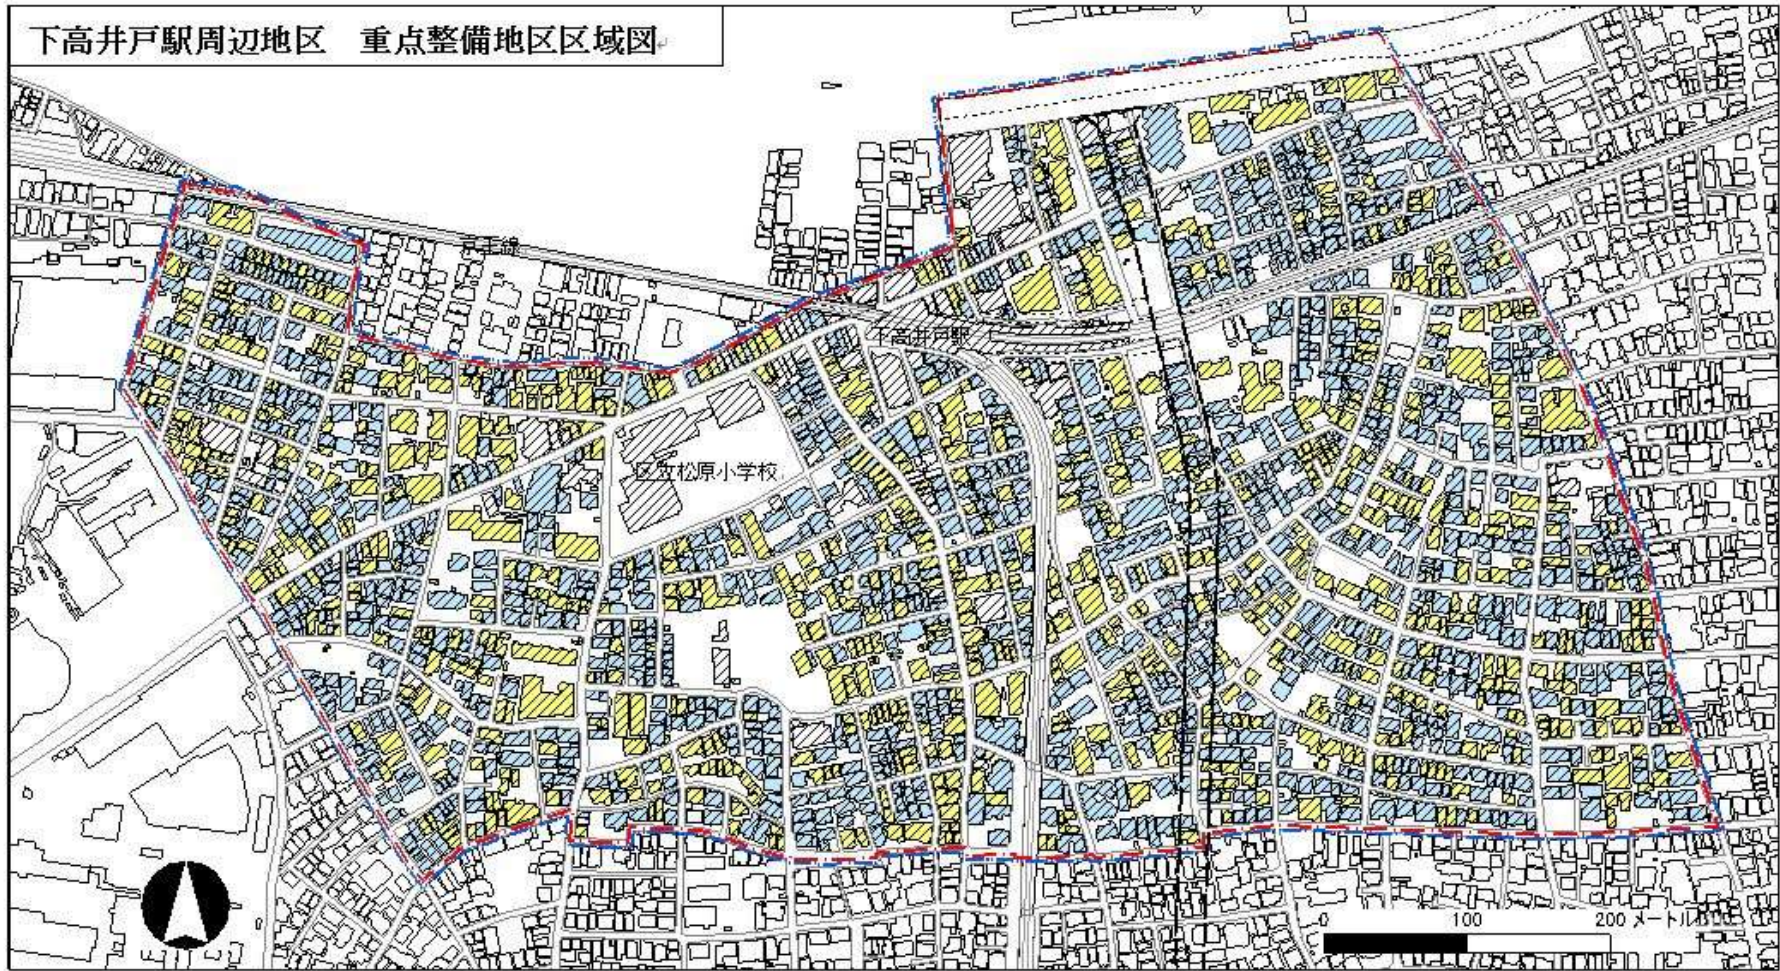 下高井戸駅周辺地区　重点整備地区区域図
京王線
下高井戸駅
区立松原小学校
0 100 200 メートル